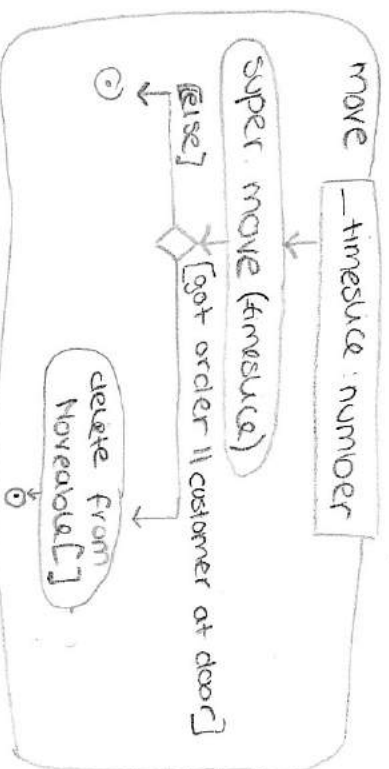 move
_timeslice : number
super. move (timeslice)
[else]
[got order || customer at door]
delete from
Moveable[]